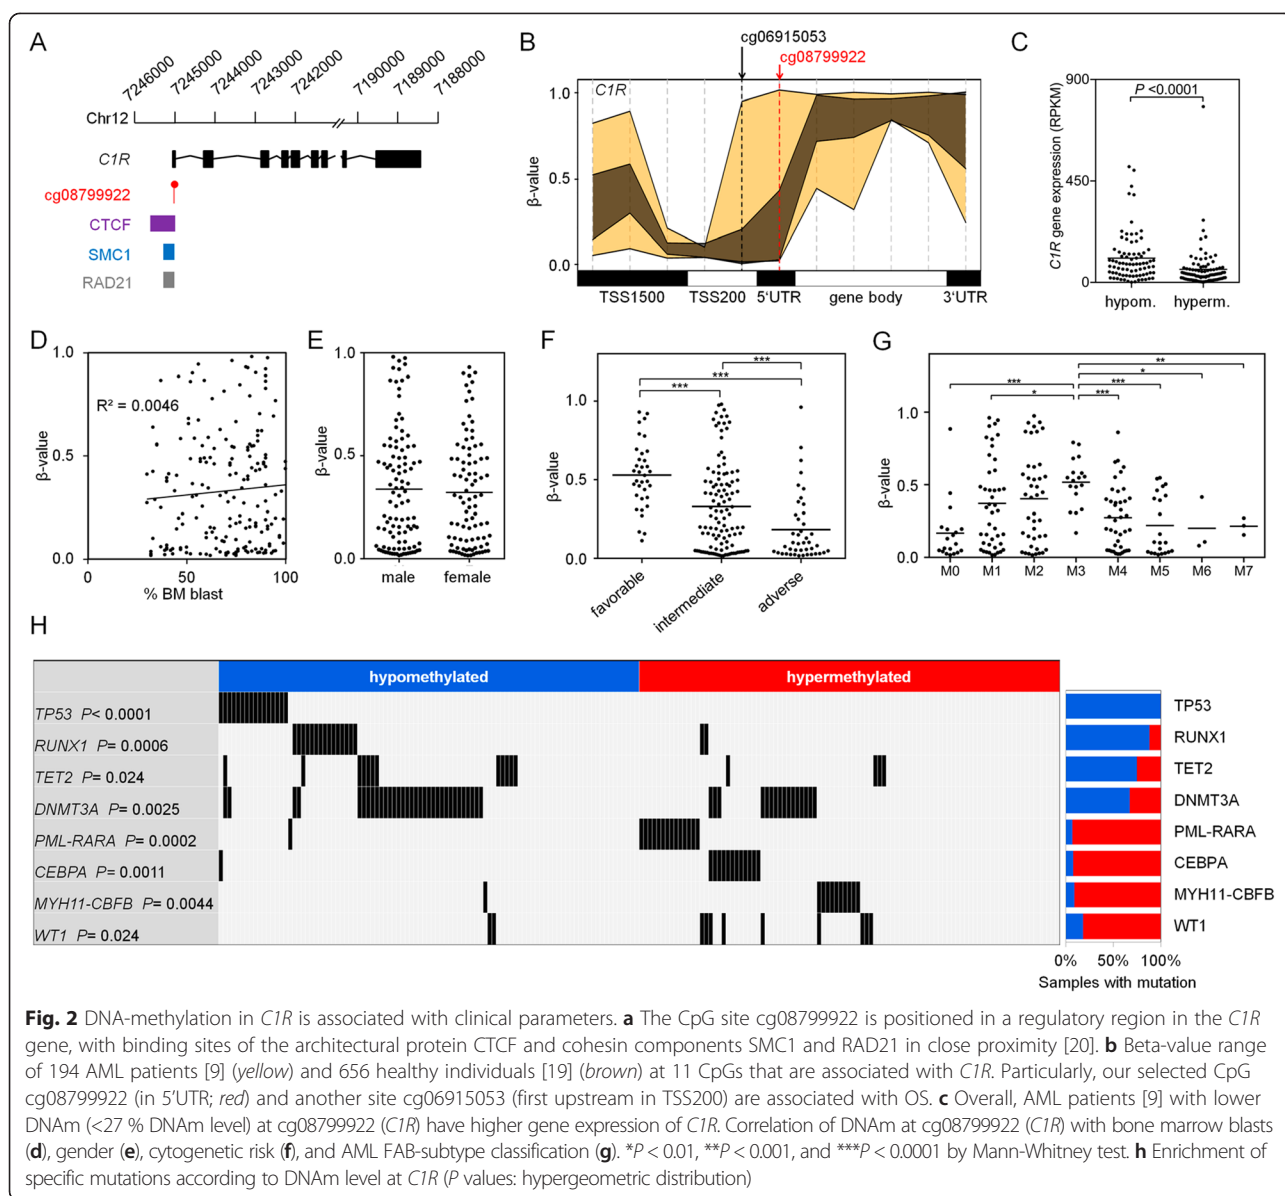 A
7246000
7245000
7244000
7243000
7242000
7190000
7189000
7188000
Chr12
C1R
cg08799922
CTCF
SMC1
RAD21
B
cg06915053
cg08799922
C1R
β-value
1.0
0.5
0.0
TSS1500
TSS200
5‘UTR
gene body
3‘UTR
C
C1R gene expression (RPKM)
900
450
0
P <0.0001
hypom.
hyperm.
D
β-value
1.0
0.5
0.0
R² = 0.0046
0
50
100
% BM blast
E
β-value
1.0
0.5
0.0
male
female
F
β-value
1.0
0.5
0.0
***
***
***
favorable
intermediate
adverse
G
β-value
1.0
0.5
0.0
**
*
***
***
*
***
M0
M1
M2
M3
M4
M5
M6
M7
H
hypomethylated
hypermethylated
TP53 P< 0.0001
RUNX1 P= 0.0006
TET2 P= 0.024
DNMT3A P= 0.0025
PML-RARA P= 0.0002
CEBPA P= 0.0011
MYH11-CBFB P= 0.0044
WT1 P= 0.024
TP53
RUNX1
TET2
DNMT3A
PML-RARA
CEBPA
MYH11-CBFB
WT1
0%
50%
100%
Samples with mutation
Fig. 2 DNA-methylation in C1R is associated with clinical parameters. a The CpG site cg08799922 is positioned in a regulatory region in the C1R
gene, with binding sites of the architectural protein CTCF and cohesin components SMC1 and RAD21 in close proximity [20]. b Beta-value range
of 194 AML patients [9] (yellow) and 656 healthy individuals [19] (brown) at 11 CpGs that are associated with C1R. Particularly, our selected CpG
cg08799922 (in 5’UTR; red) and another site cg06915053 (first upstream in TSS200) are associated with OS. c Overall, AML patients [9] with lower
DNAm (<27 % DNAm level) at cg08799922 (C1R) have higher gene expression of C1R. Correlation of DNAm at cg08799922 (C1R) with bone marrow blasts
(d), gender (e), cytogenetic risk (f), and AML FAB-subtype classification (g). *P < 0.01, **P < 0.001, and ***P < 0.0001 by Mann-Whitney test. h Enrichment of
specific mutations according to DNAm level at C1R (P values: hypergeometric distribution)